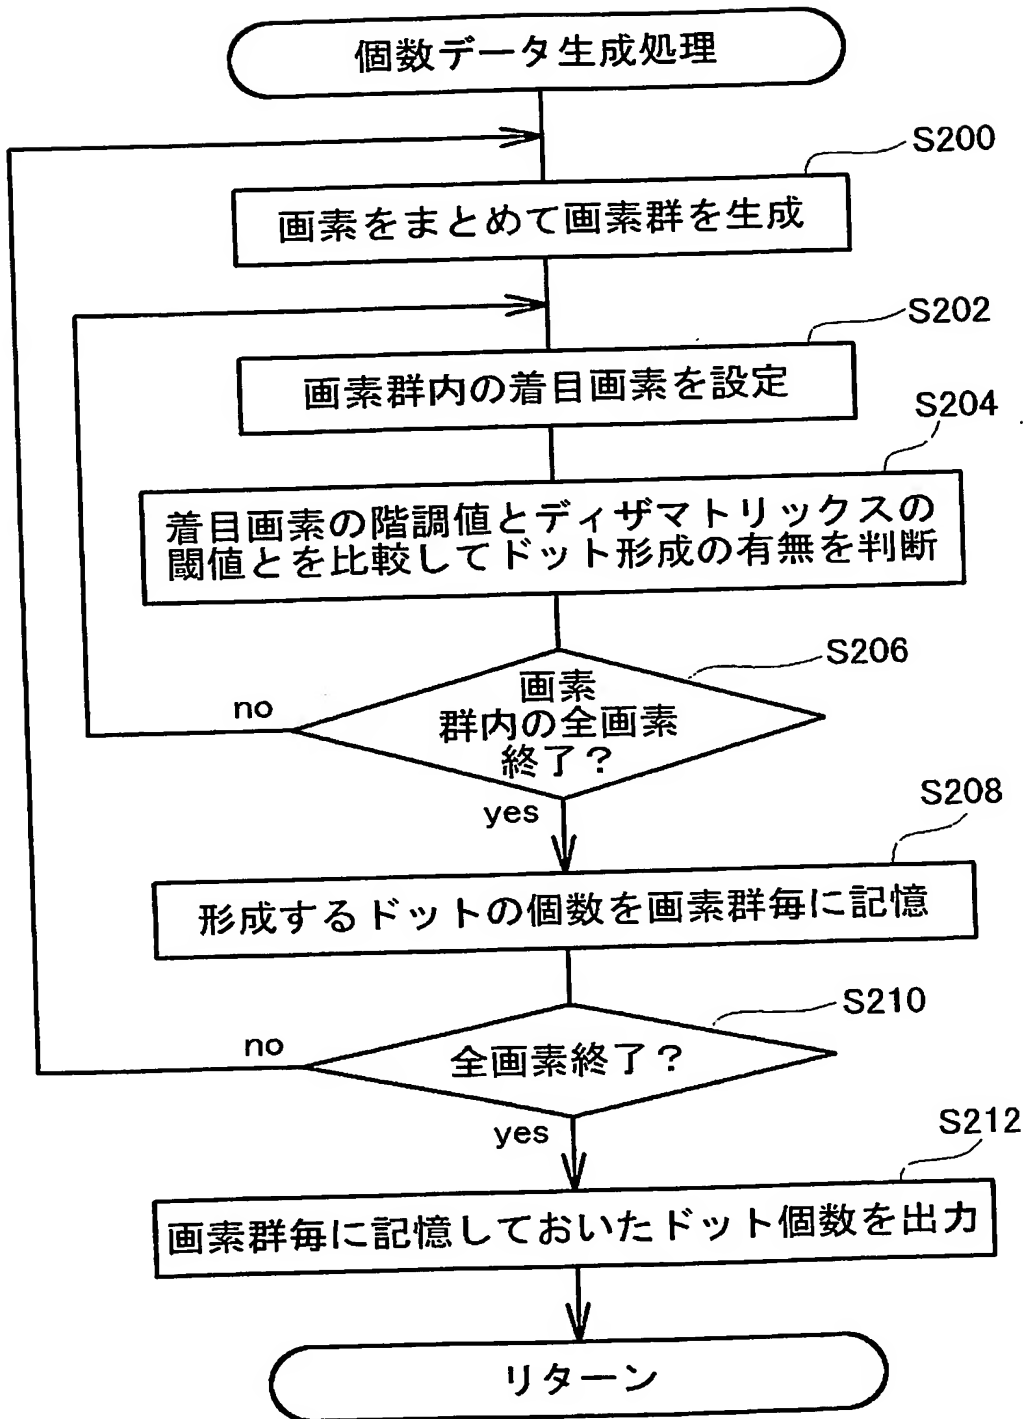 個数データ生成処理
S200
画素をまとめて画素群を生成
S202
画素群内の着目画素を設定
S204
着目画素の階調値とディザマトリックスの
閾値とを比較してドット形成の有無を判断
S206
画素
群内の全画素
終了？
no
yes
S208
形成するドットの個数を画素群毎に記憶
S210
全画素終了？
no
yes
S212
画素群毎に記憶しておいたドット個数を出力
リターン